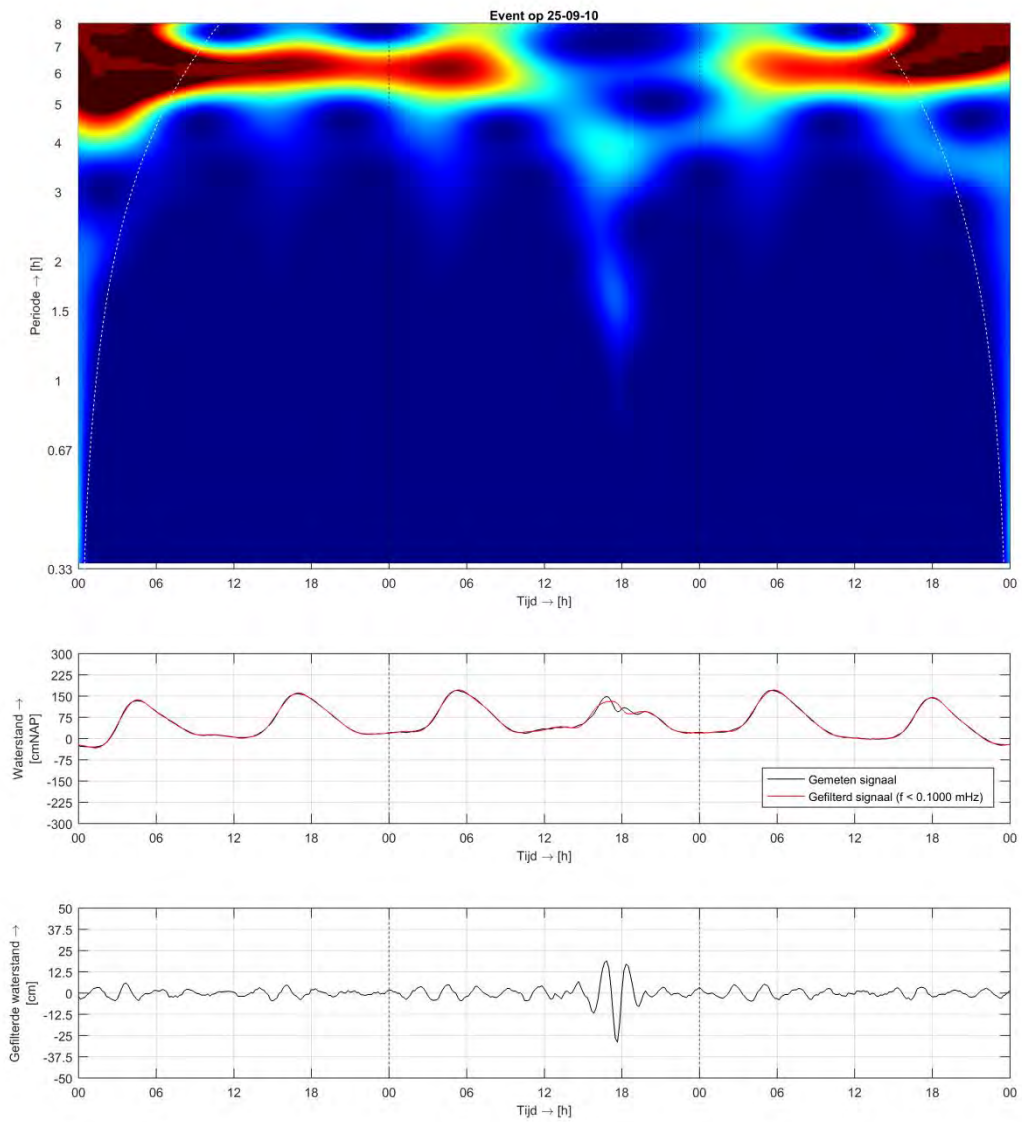 Event op 25-09-10
8
7
6
5
4
3
2
1.5
1
0.67
0.33
Periode → [h]
00 06 12 18 00 06 12 18 00 06 12 18 00
Tijd → [h]
300
225
150
75
0
-75
-150
-225
-300
Waterstand →
[cmNAP]
Gemeten signaal
Gefilterd signaal (f < 0.1000 mHz)
00 06 12 18 00 06 12 18 00 06 12 18 00
Tijd → [h]
50
37.5
25
12.5
0
-12.5
-25
-37.5
-50
Gefilterde waterstand →
[cm]
00 06 12 18 00 06 12 18 00 06 12 18 00
Tijd → [h]